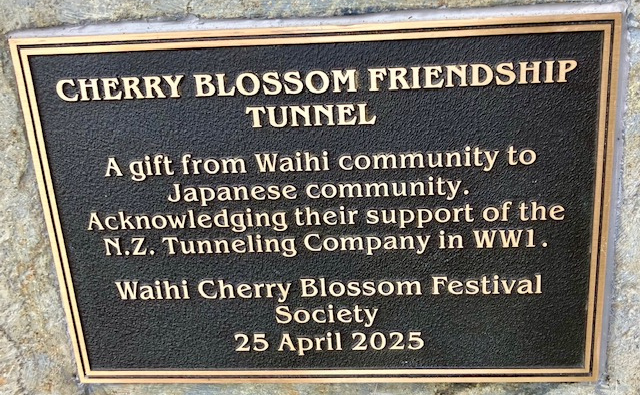 CHERRY BLOSSOM FRIENDSHIP
TUNNEL
A gift from Waihi community to
Japanese community.
Acknowledging their support of the
N.Z. Tunneling Company in WW1.
Waihi Cherry Blossom Festival
Society
25 April 2025